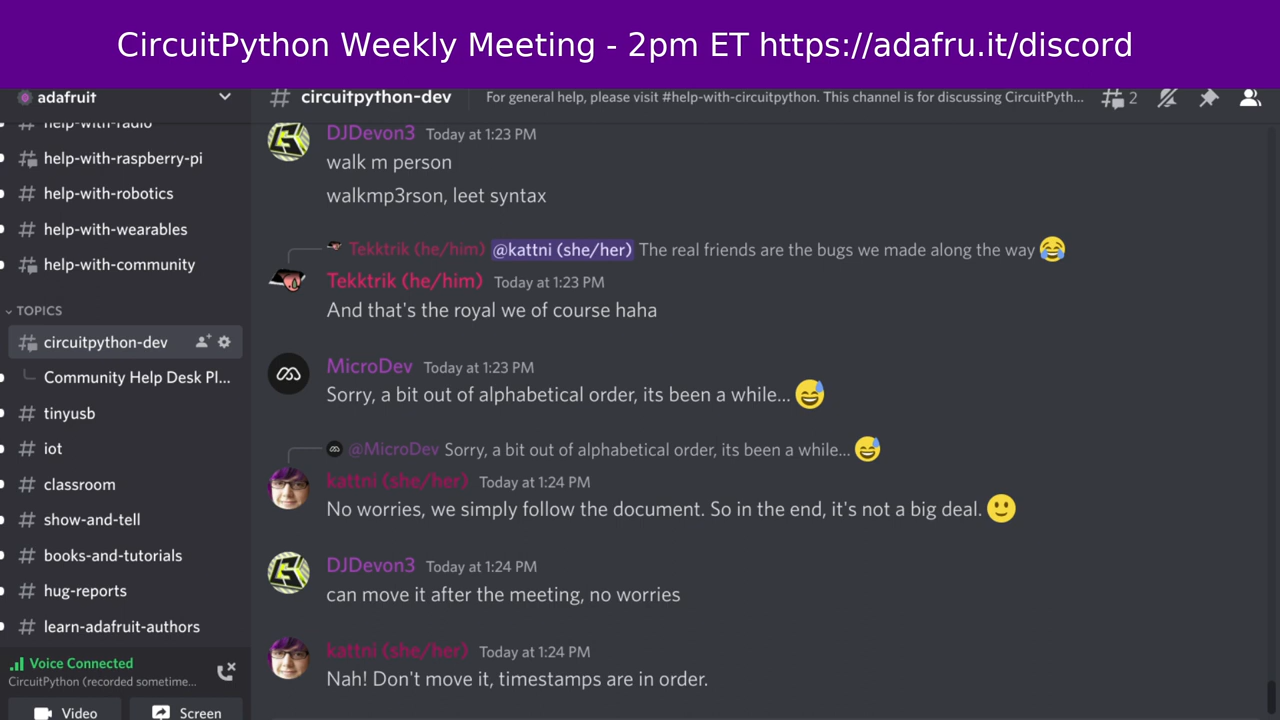 CircuitPython Weekly Meeting - 2pm ET https://adafru.it/discord
adafruit
# circuitpython-dev
For general help, please visit #help-with-circuitpython. This channel is for discussing CircuitPyth...
2
help-with-radio
help-with-raspberry-pi
help-with-robotics
help-with-wearables
help-with-community
TOPICS
circuitpython-dev
Community Help Desk Pl...
tinyusb
iot
classroom
show-and-tell
books-and-tutorials
hug-reports
learn-adafruit-authors
Voice Connected
CircuitPython (recorded sometime...
Video
Screen
DJDevon3 Today at 1:23 PM
walk m person
walkmp3rson, leet syntax
Tekktrik (he/him) @kattni (she/her) The real friends are the bugs we made along the way 😂
Tekktrik (he/him) Today at 1:23 PM
And that's the royal we of course haha
MicroDev Today at 1:23 PM
Sorry, a bit out of alphabetical order, its been a while... 😅
@MicroDev Sorry, a bit out of alphabetical order, its been a while... 😅
kattni (she/her) Today at 1:24 PM
No worries, we simply follow the document. So in the end, it's not a big deal. 🙂
DJDevon3 Today at 1:24 PM
can move it after the meeting, no worries
kattni (she/her) Today at 1:24 PM
Nah! Don't move it, timestamps are in order.